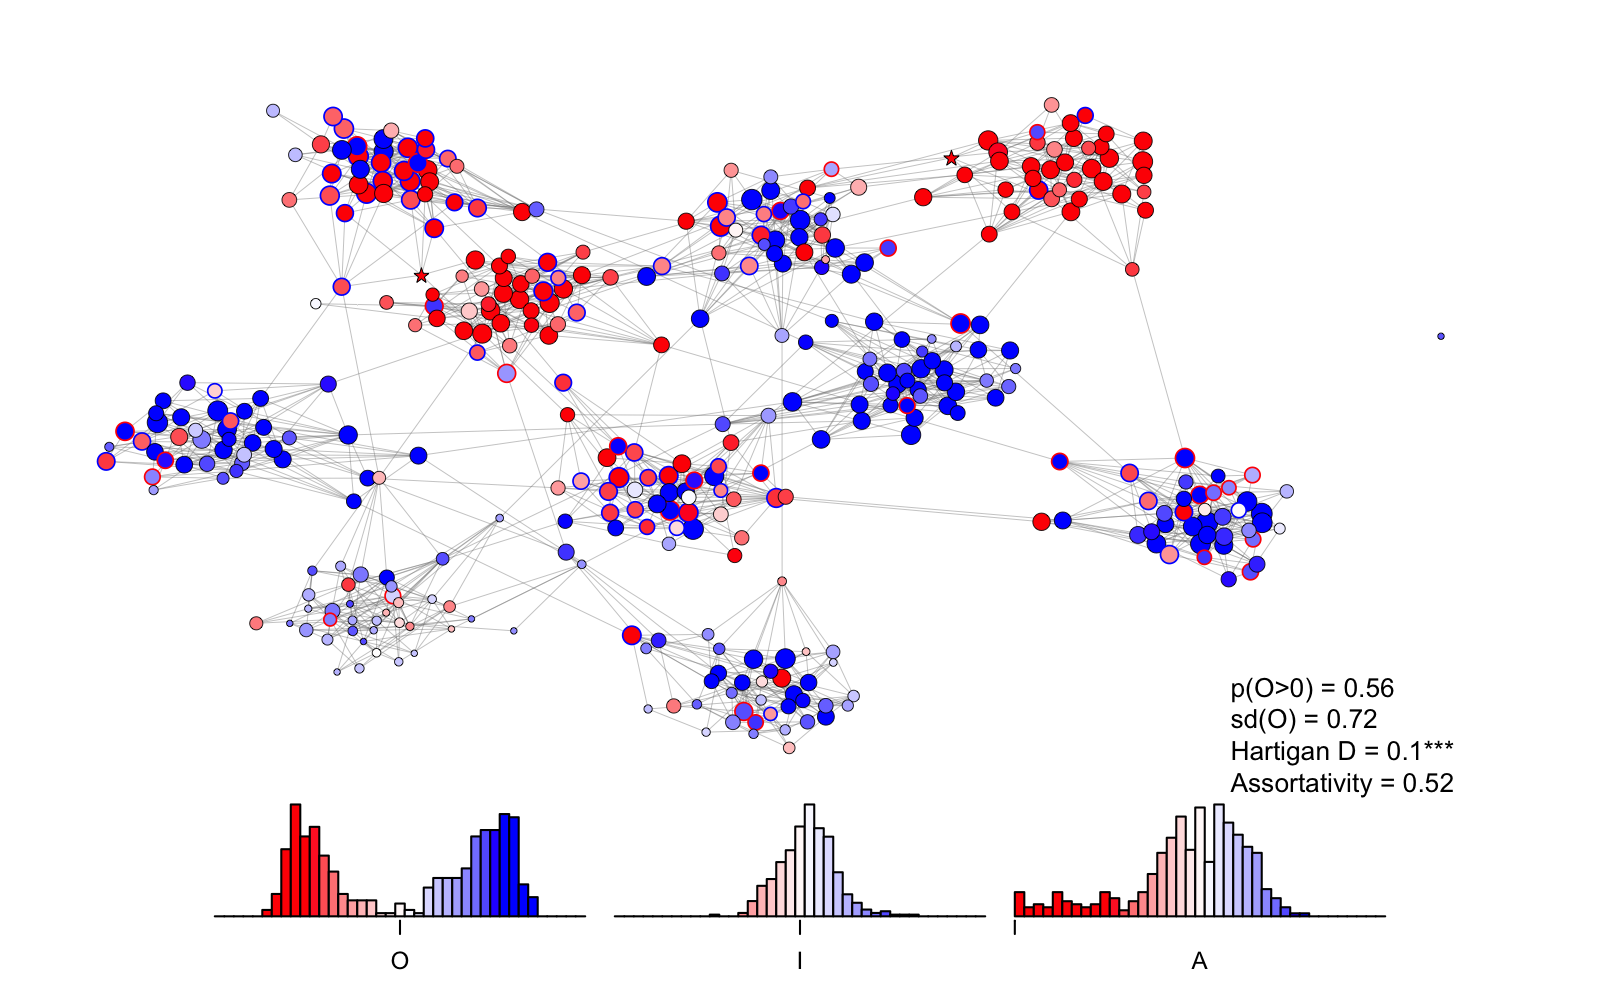 p(O>0) = 0.56
sd(O) = 0.72
Hartigan D = 0.1***
Assortativity = 0.52
O
I
A